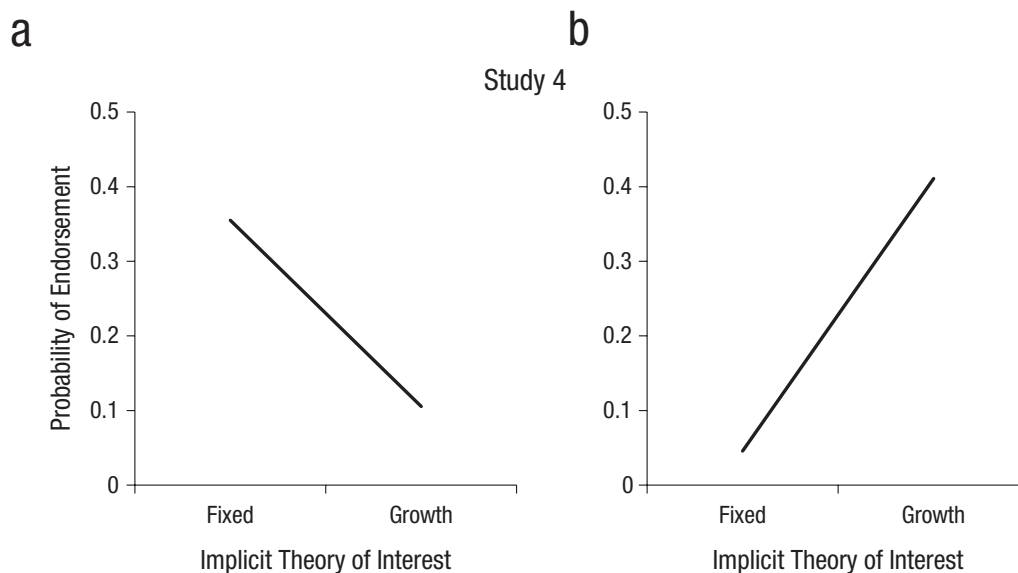 a
b
Study 4
Probability of Endorsement
0.5
0.4
0.3
0.2
0.1
0
Fixed
Growth
Implicit Theory of Interest
0.5
0.4
0.3
0.2
0.1
0
Fixed
Growth
Implicit Theory of Interest